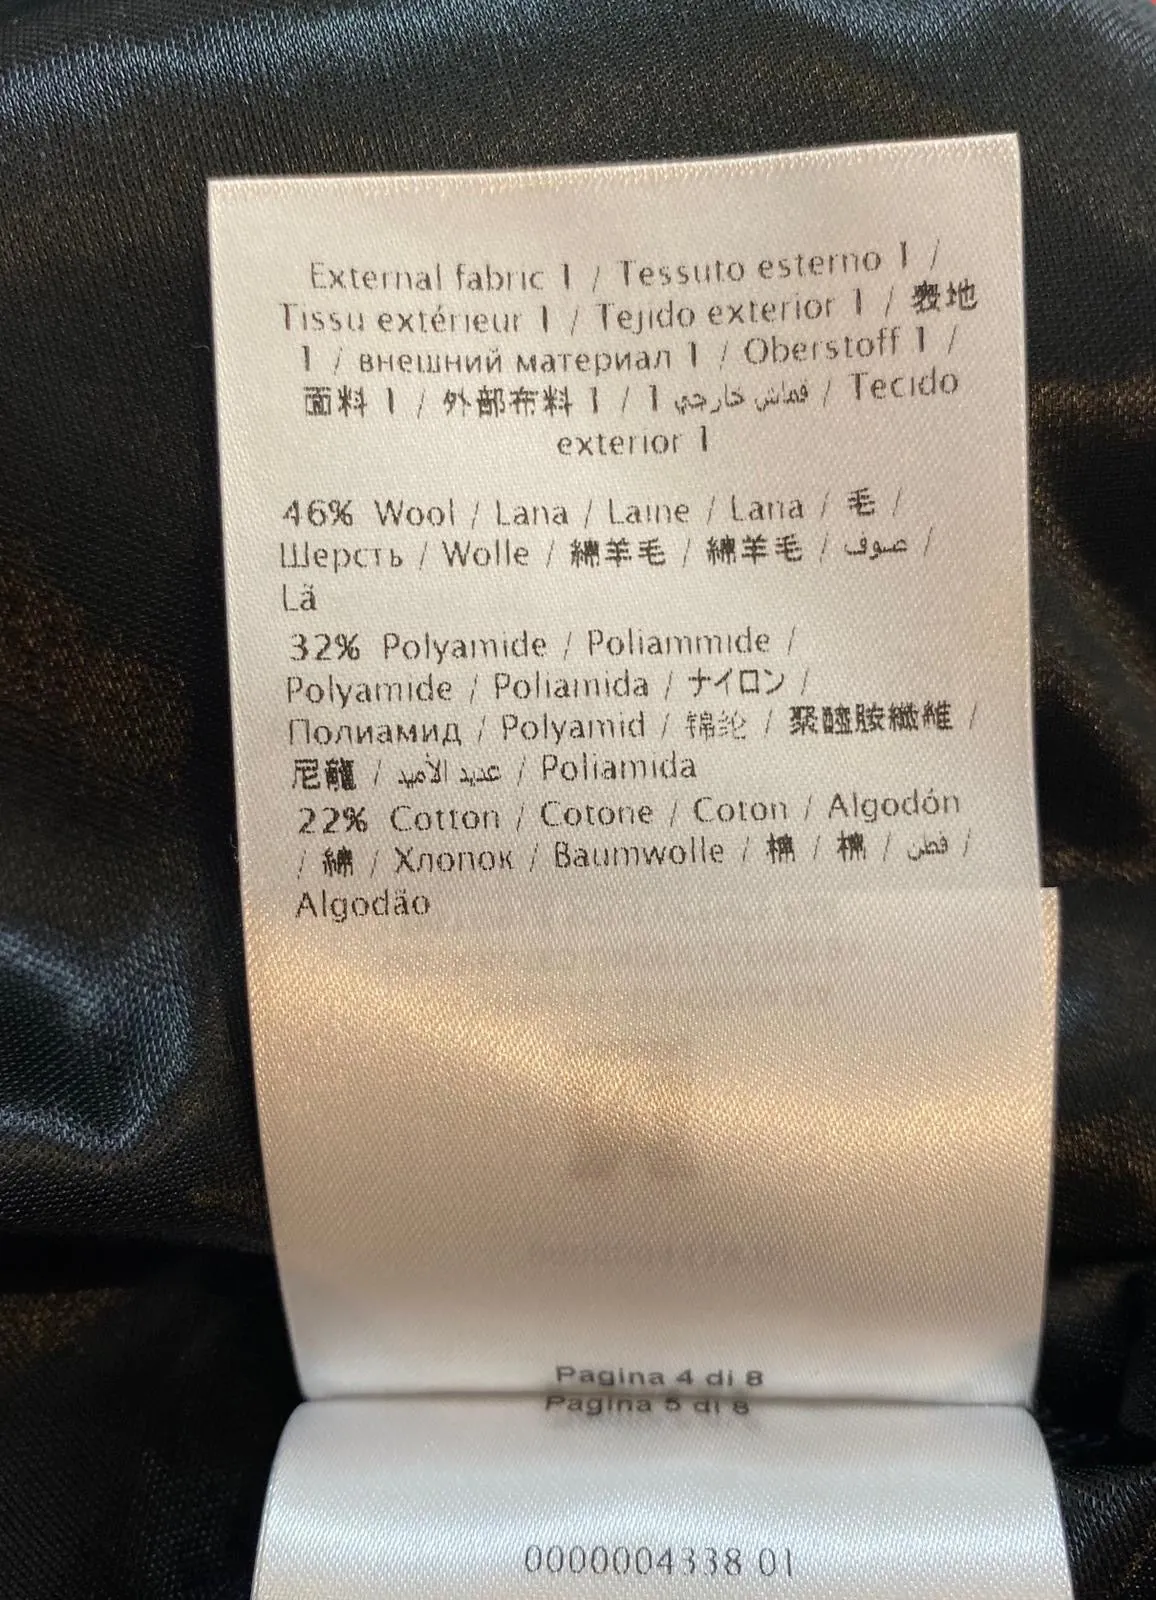 External fabric 1 / Tessuto esterno 1 /
Tissu extérieur 1 / Tejido exterior 1 / 表地
1 / внешний материал 1 / Oberstoff 1 /
面料 1 / 外部布料 1 / قماش خارجي 1 / Tecido
exterior 1
46% Wool / Lana / Laine / Lana / 毛 /
Шерсть / Wolle / 綿羊毛 / 綿羊毛 / صوف /
Lã
32% Polyamide / Poliammide /
Polyamide / Poliamida / ナイロン /
Полиамид / Polyamid / 锦纶 / 聚醯胺纖維 /
尼龍 / عديد الأميد / Poliamida
22% Cotton / Cotone / Coton / Algodón
/ 綿 / Хлопок / Baumwolle / 棉 / 棉 / قطن /
Algodão
Pagina 4 di 8
Pagina 5 di 8
0000004338 01